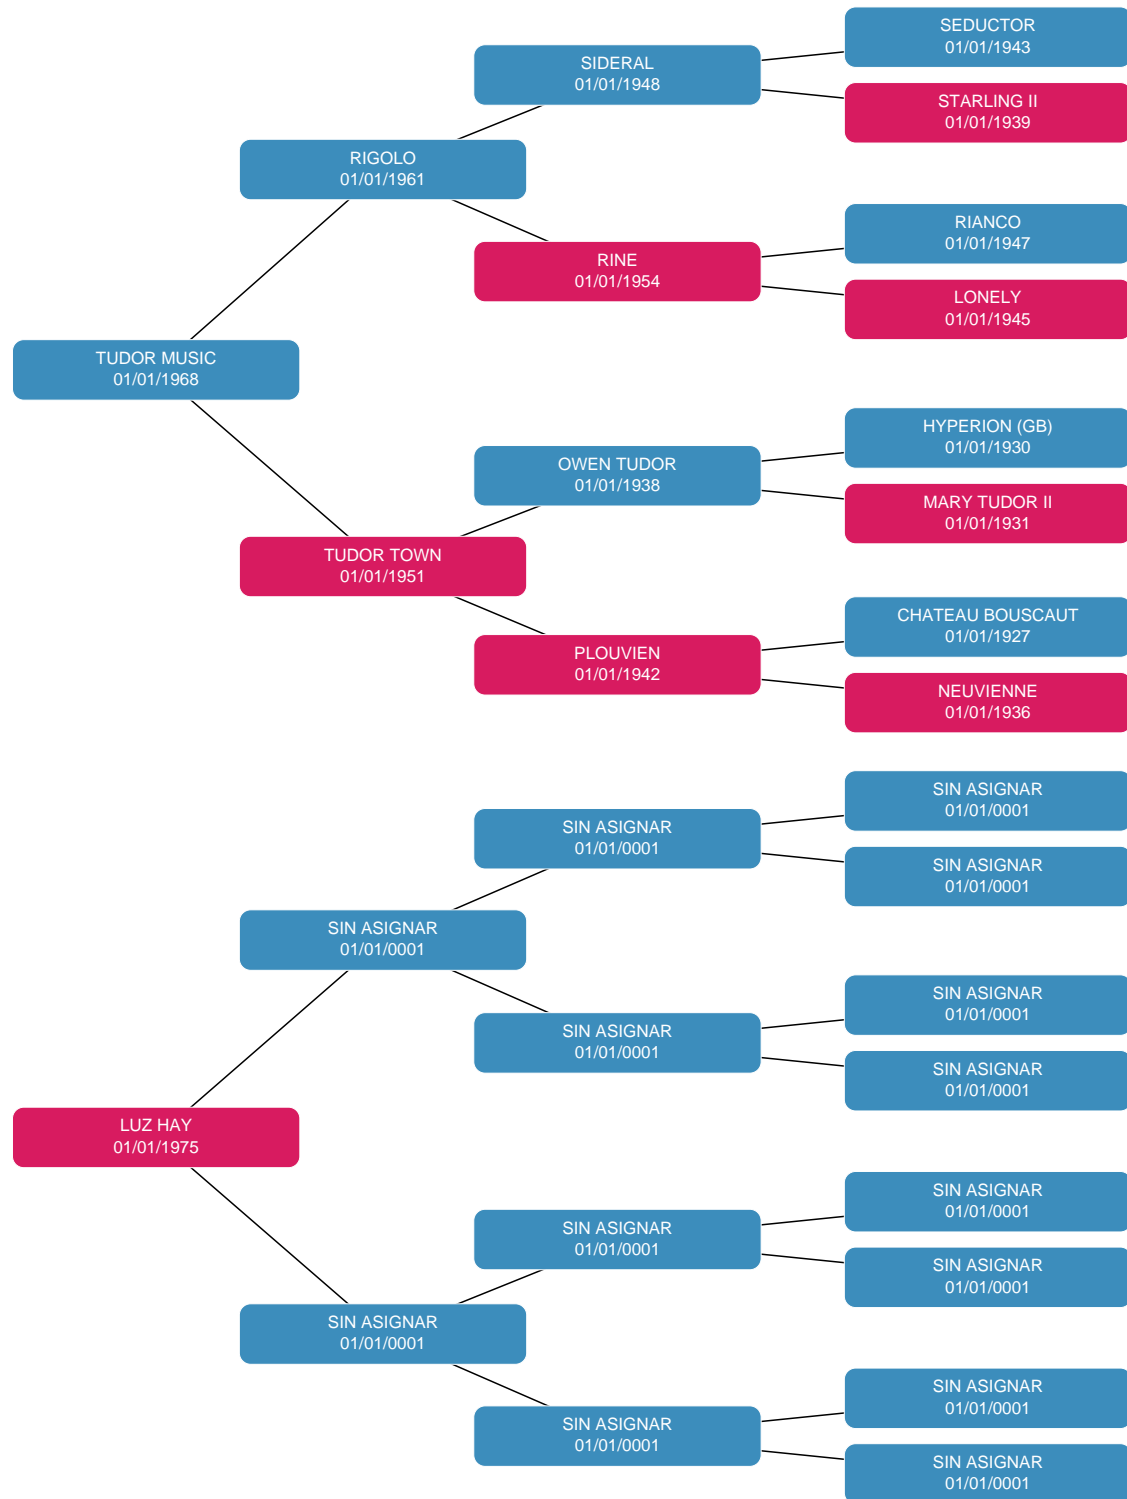 SEDUCTOR
01/01/1943
SIDERAL
01/01/1948
STARLING II
01/01/1939
RIGOLO
01/01/1961
RIANCO
01/01/1947
RINE
01/01/1954
LONELY
01/01/1945
TUDOR MUSIC
01/01/1968
HYPERION (GB)
01/01/1930
OWEN TUDOR
01/01/1938
MARY TUDOR II
01/01/1931
TUDOR TOWN
01/01/1951
CHATEAU BOUSCAUT
01/01/1927
PLOUVIEN
01/01/1942
NEUVIENNE
01/01/1936
SIN ASIGNAR
01/01/0001
SIN ASIGNAR
01/01/0001
SIN ASIGNAR
01/01/0001
SIN ASIGNAR
01/01/0001
SIN ASIGNAR
01/01/0001
SIN ASIGNAR
01/01/0001
SIN ASIGNAR
01/01/0001
LUZ HAY
01/01/1975
SIN ASIGNAR
01/01/0001
SIN ASIGNAR
01/01/0001
SIN ASIGNAR
01/01/0001
SIN ASIGNAR
01/01/0001
SIN ASIGNAR
01/01/0001
SIN ASIGNAR
01/01/0001
SIN ASIGNAR
01/01/0001